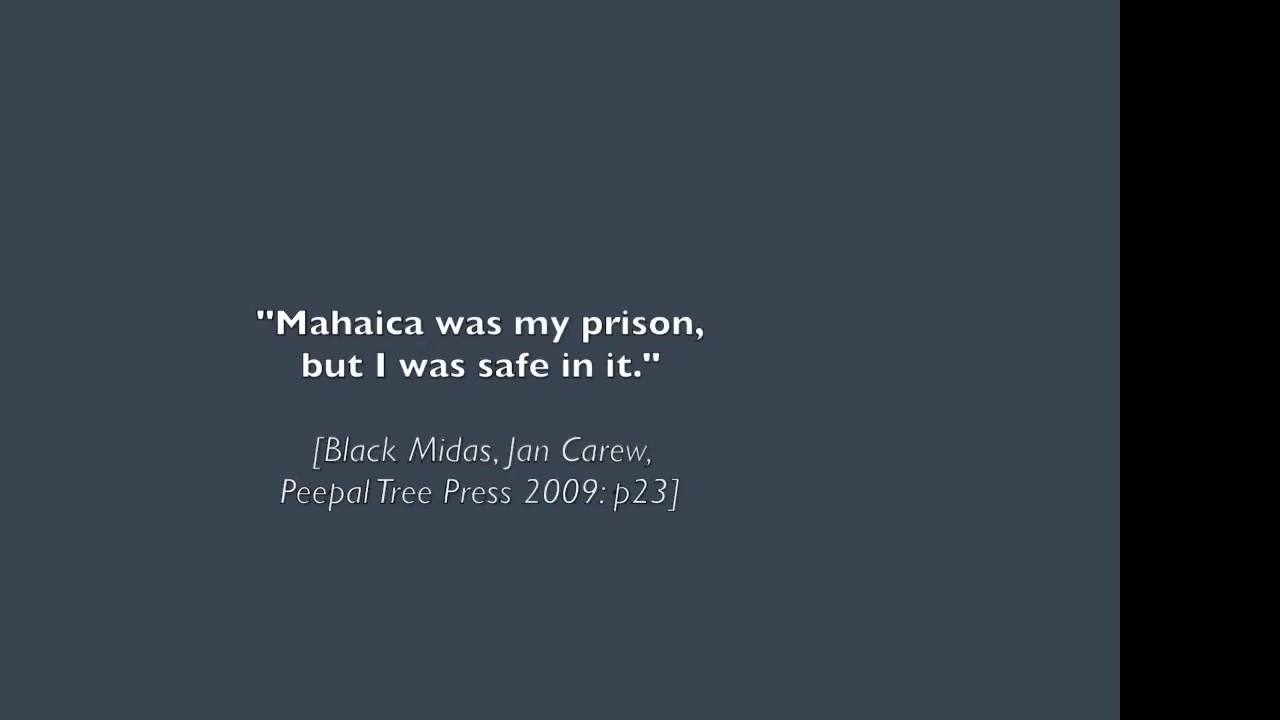 "Mahaica was my prison,
but I was safe in it."
[Black Midas, Jan Carew,
Peepal Tree Press 2009: p23]